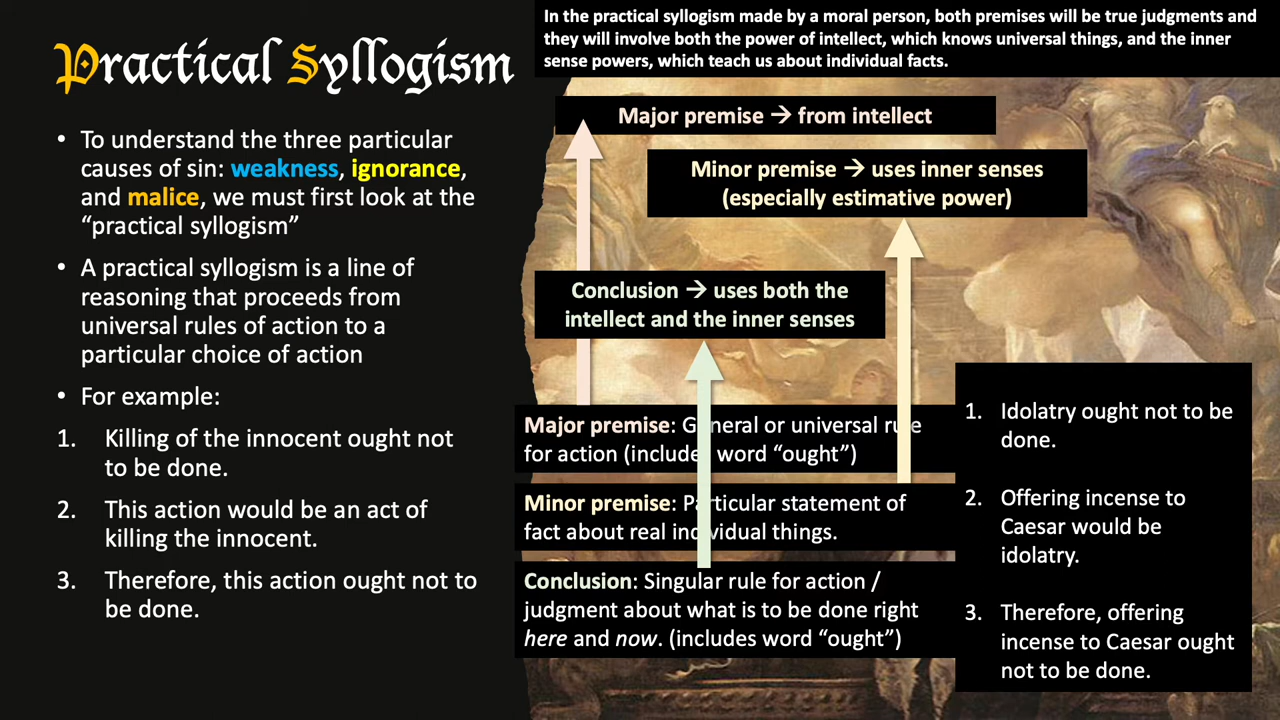 Practical Syllogism
• To understand the three particular
causes of sin: weakness, ignorance,
and malice, we must first look at the
“practical syllogism”
• A practical syllogism is a line of
reasoning that proceeds from
universal rules of action to a
particular choice of action
• For example:
1. Killing of the innocent ought not
to be done.
2. This action would be an act of
killing the innocent.
3. Therefore, this action ought not to
be done.
In the practical syllogism made by a moral person, both premises will be true judgments and
they will involve both the power of intellect, which knows universal things, and the inner
sense powers, which teach us about individual facts.
Major premise → from intellect
Minor premise → uses inner senses
(especially estimative power)
Conclusion → uses both the
intellect and the inner senses
Major premise: General or universal rule
for action (includes word “ought”)
Minor premise: Particular statement of
fact about real individual things.
Conclusion: Singular rule for action /
judgment about what is to be done right
here and now. (includes word “ought”)
1. Idolatry ought not to be
done.
2. Offering incense to
Caesar would be
idolatry.
3. Therefore, offering
incense to Caesar ought
not to be done.